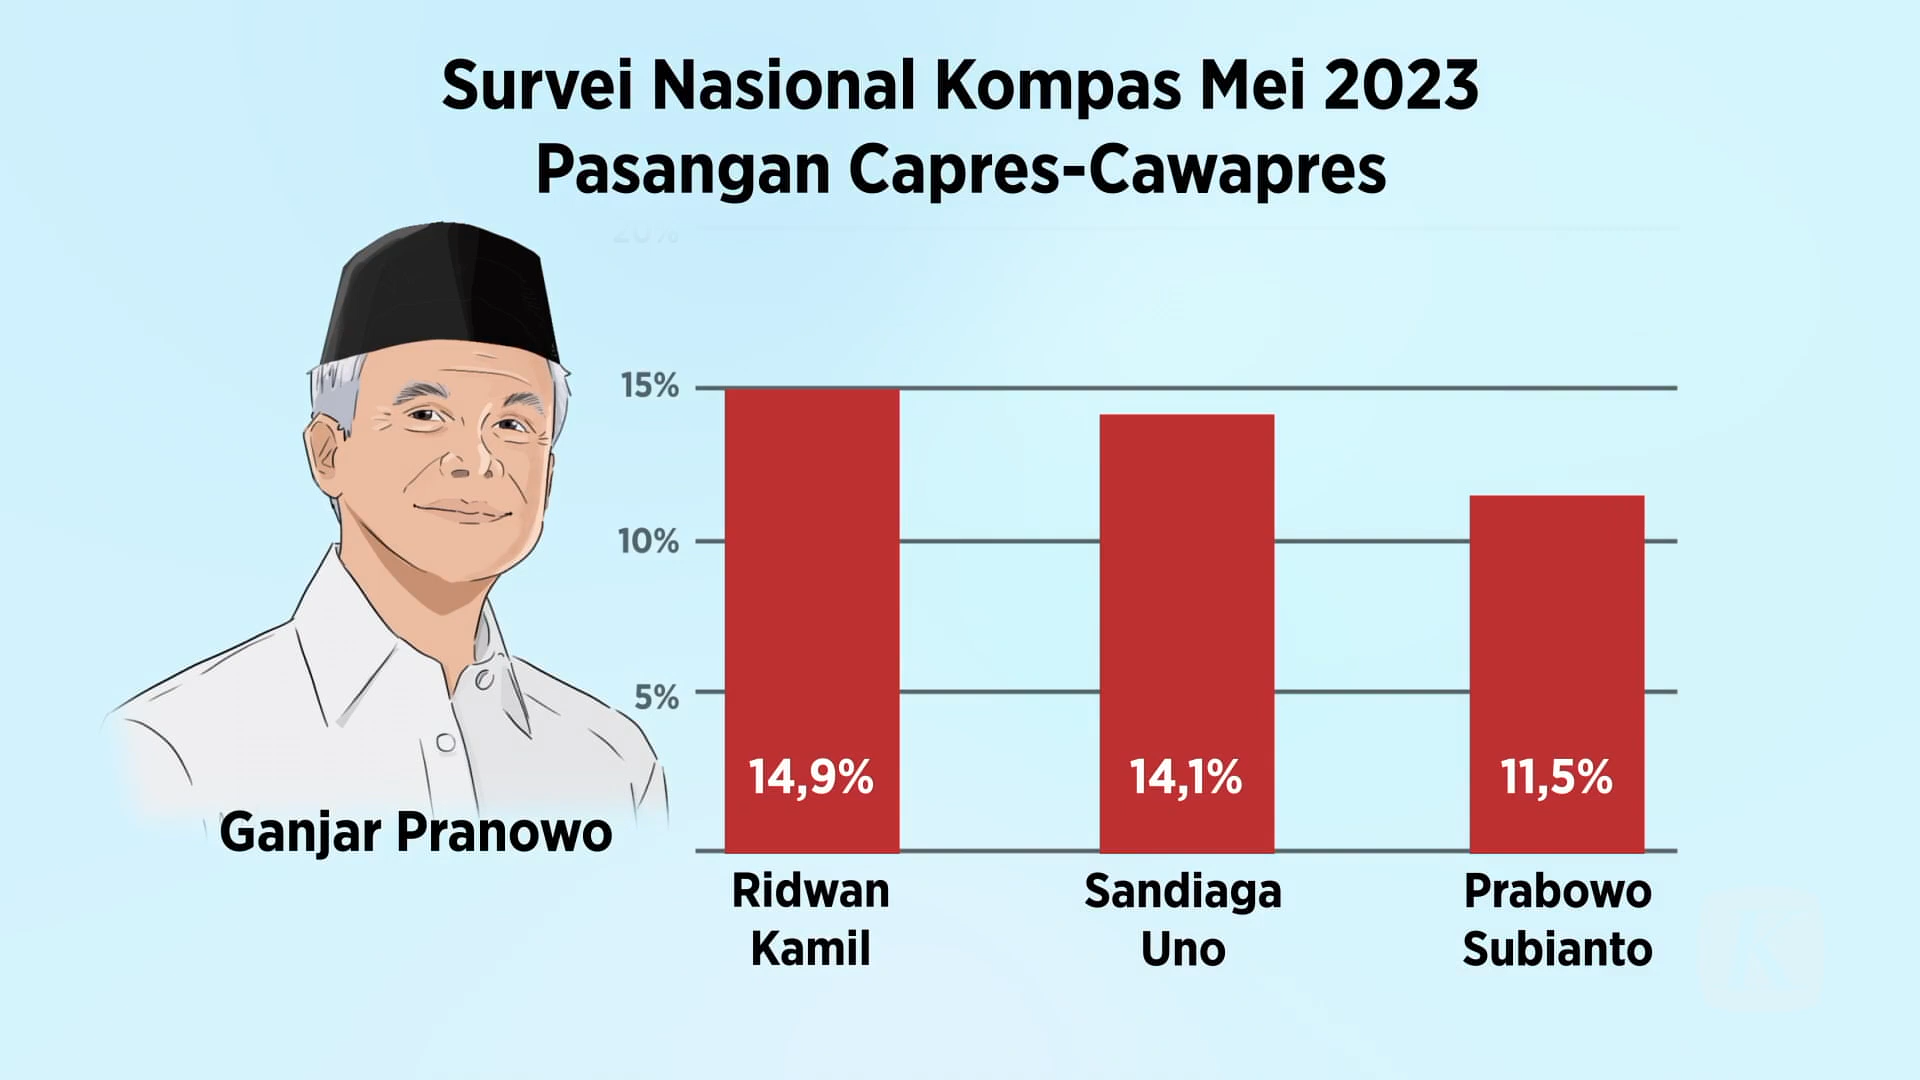 Survei Nasional Kompas Mei 2023
Pasangan Capres-Cawapres
20%
15%
10%
5%
14,9%
14,1%
11,5%
Ganjar Pranowo
Ridwan
Kamil
Sandiaga
Uno
Prabowo
Subianto